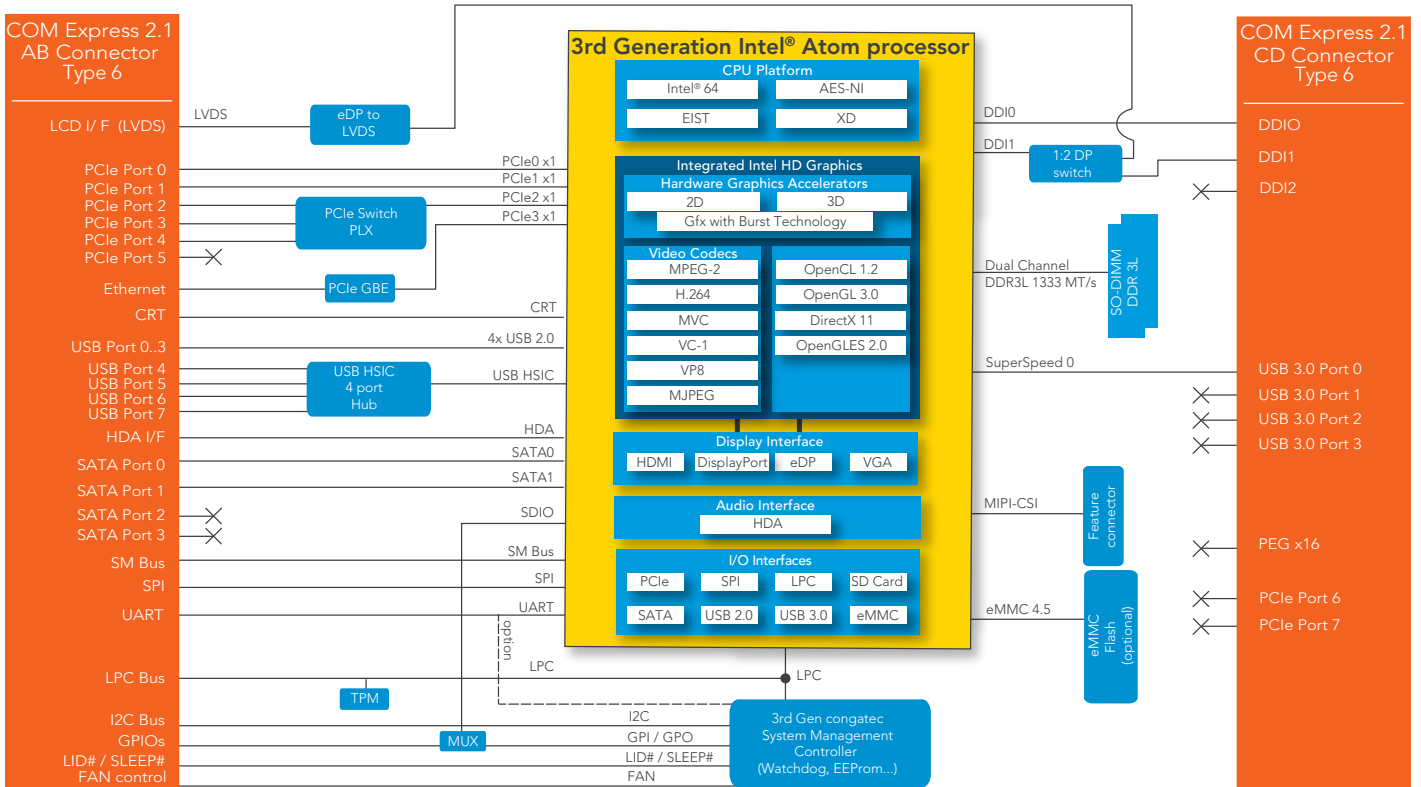 COM Express 2.1
AB Connector
Type 6
LCD I/ F (LVDS)
PCIe Port 0
PCIe Port 1
PCIe Port 2
PCIe Port 3
PCIe Port 4
PCIe Port 5
Ethernet
CRT
USB Port 0..3
USB Port 4
USB Port 5
USB Port 6
USB Port 7
HDA I/F
SATA Port 0
SATA Port 1
SATA Port 2
SATA Port 3
SM Bus
SPI
UART
LPC Bus
I2C Bus
GPIOs
LID# / SLEEP#
FAN control
LVDS
eDP to
LVDS
PCIe Switch
PLX
PCIe GBE
USB HSIC
4 port
Hub
TPM
MUX
PCIe0 x1
PCIe1 x1
PCIe2 x1
PCIe3 x1
CRT
4x USB 2.0
USB HSIC
HDA
SATA0
SATA1
SDIO
SM Bus
SPI
UART
option
LPC
I2C
GPI / GPO
LID# / SLEEP#
FAN
3rd Generation Intel® Atom processor
CPU Platform
Intel® 64
AES-NI
EIST
XD
Integrated Intel HD Graphics
Hardware Graphics Accelerators
2D
3D
Gfx with Burst Technology
Video Codecs
MPEG-2
H.264
MVC
VC-1
VP8
MJPEG
OpenCL 1.2
OpenGL 3.0
DirectX 11
OpenGLES 2.0
Display Interface
HDMI
DisplayPort
eDP
VGA
Audio Interface
HDA
I/O Interfaces
PCIe
SPI
LPC
SD Card
SATA
USB 2.0
USB 3.0
eMMC
LPC
3rd Gen congatec
System Management
Controller
(Watchdog, EEProm...)
DDI0
DDI1
1:2 DP
switch
Dual Channel
DDR3L 1333 MT/s
SO-DIMM
DDR 3L
SuperSpeed 0
MIPI-CSI
Feature
connector
eMMC 4.5
eMMC
Flash
(optional)
COM Express 2.1
CD Connector
Type 6
DDIO
DDI1
DDI2
USB 3.0 Port 0
USB 3.0 Port 1
USB 3.0 Port 2
USB 3.0 Port 3
PEG x16
PCIe Port 6
PCIe Port 7